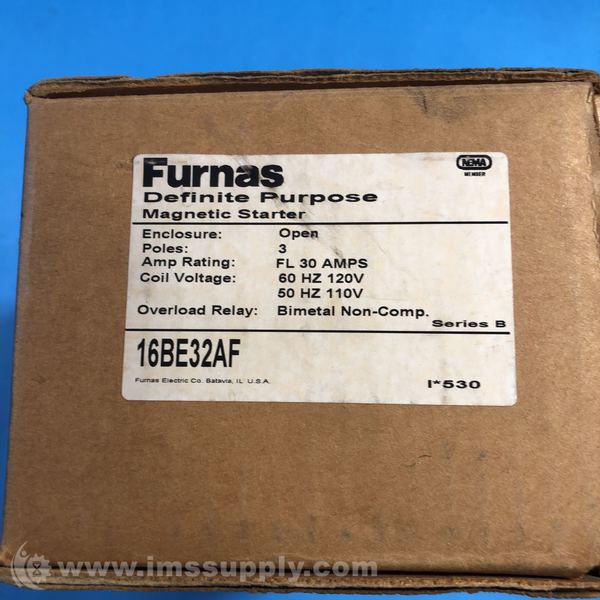 Furnas
NEMA
MEMBER
Definite Purpose
Magnetic Starter
Enclosure: Open
Poles: 3
Amp Rating: FL 30 AMPS
Coil Voltage: 60 HZ 120V
50 HZ 110V
Overload Relay: Bimetal Non-Comp.
Series B
16BE32AF
Furnas Electric Co. Batavia, IL U.S.A.
I*530
www.imssupply.com